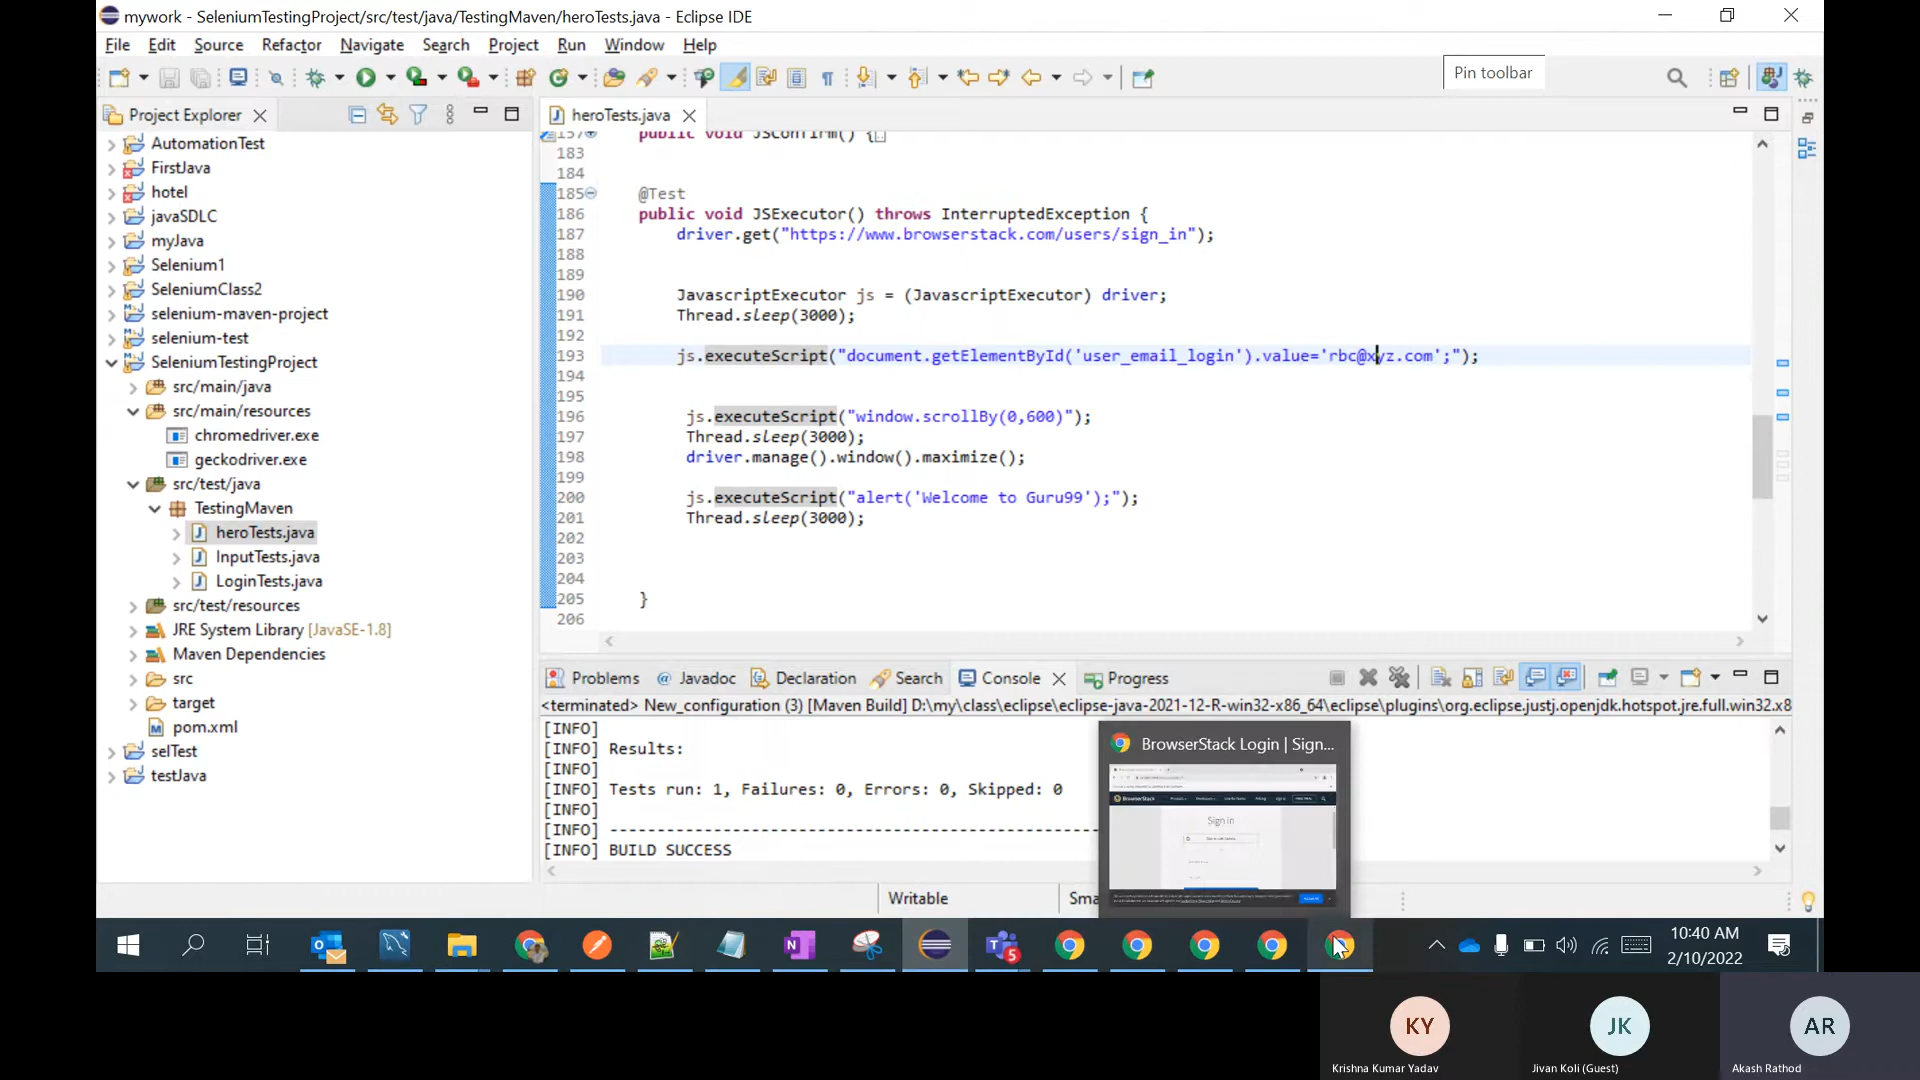 mywork - SeleniumTestingProject/src/test/java/TestingMaven/heroTests.java - Eclipse IDE
File Edit Source Refactor Navigate Search Project Run Window Help
Pin toolbar
Project Explorer
AutomationTest
FirstJava
hotel
javaSDLC
myJava
Selenium1
SeleniumClass2
selenium-maven-project
selenium-test
SeleniumTestingProject
src/main/java
src/main/resources
chromedriver.exe
geckodriver.exe
src/test/java
TestingMaven
heroTests.java
InputTests.java
LoginTests.java
src/test/resources
JRE System Library [JavaSE-1.8]
Maven Dependencies
src
target
pom.xml
selTest
testJava
heroTests.java
157 public void JSConfirm() {
183
184
185 @Test
186 public void JSExecutor() throws InterruptedException {
187 driver.get("https://www.browserstack.com/users/sign_in");
188
189
190 JavascriptExecutor js = (JavascriptExecutor) driver;
191 Thread.sleep(3000);
192
193 js.executeScript("document.getElementById('user_email_login').value='rbc@xyz.com';");
194
195
196 js.executeScript("window.scrollBy(0,600)");
197 Thread.sleep(3000);
198 driver.manage().window().maximize();
199
200 js.executeScript("alert('Welcome to Guru99');");
201 Thread.sleep(3000);
202
203
204
205 }
206
Problems Javadoc Declaration Search Console Progress
<terminated> New_configuration (3) [Maven Build] D:\my\class\eclipse\eclipse-java-2021-12-R-win32-x86_64\eclipse\plugins\org.eclipse.justj.openjdk.hotspot.jre.full.win32.x8
[INFO]
[INFO] Results:
[INFO]
[INFO] Tests run: 1, Failures: 0, Errors: 0, Skipped: 0
[INFO]
[INFO] ----------------------------------------------------
[INFO] BUILD SUCCESS
BrowserStack Login | Sign...
BrowserStack
Sign in
Writable
Sma
5
10:40 AM
2/10/2022
KY
JK
AR
Krishna Kumar Yadav
Jivan Koli (Guest)
Akash Rathod